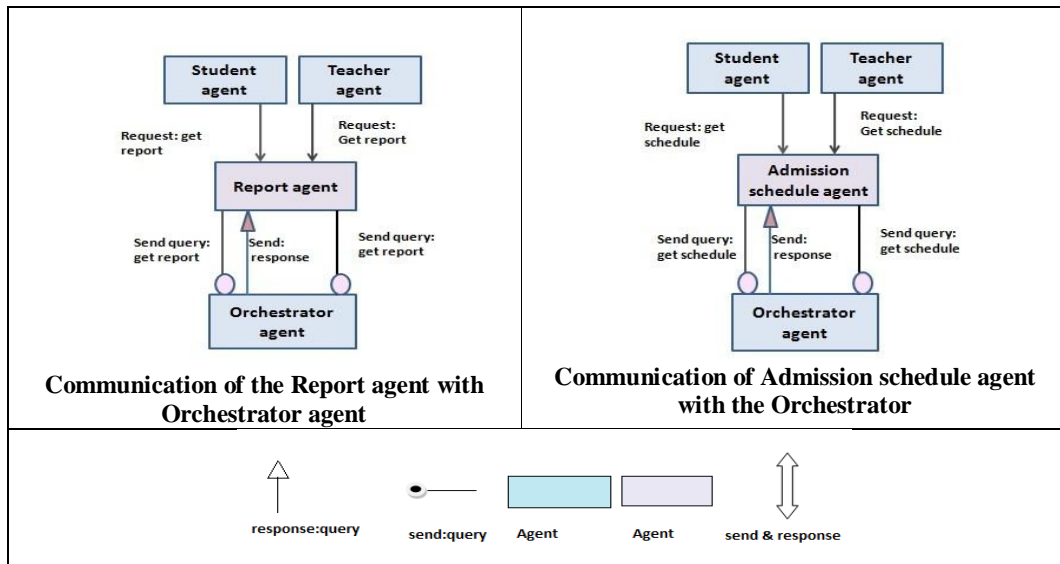 Student
agent
Teacher
agent
Request: get
report
Request:
Get report
Report agent
Send query:
get report
Send:
response
Send query:
get report
Orchestrator
agent
Communication of the Report agent with
Orchestrator agent
Student
agent
Teacher
agent
Request: get
schedule
Request:
Get schedule
Admission
schedule agent
Send query:
get schedule
Send:
response
Send query:
get schedule
Orchestrator
agent
Communication of Admission schedule agent
with the Orchestrator
response:query
send:query
Agent
Agent
send & response